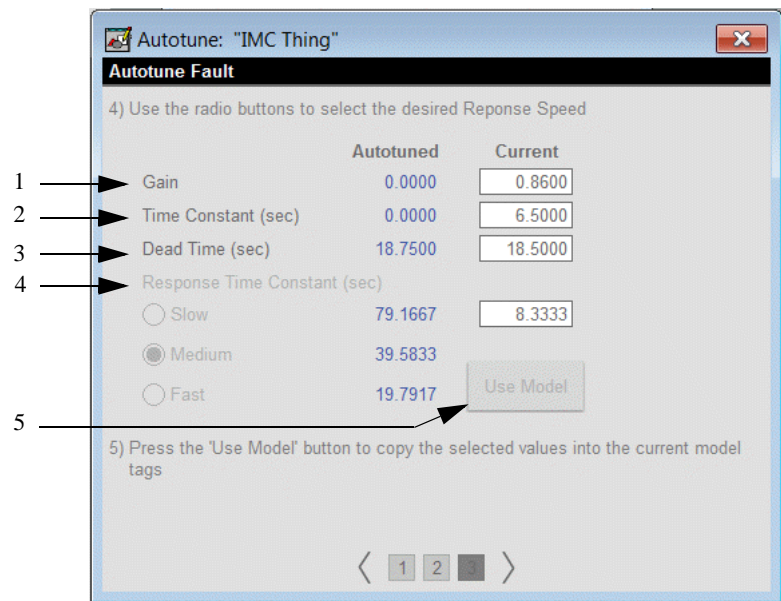 Autotune: "IMC Thing"
Autotune Fault
4) Use the radio buttons to select the desired Reponse Speed
Autotuned Current
1 Gain 0.0000 0.8600
2 Time Constant (sec) 0.0000 6.5000
3 Dead Time (sec) 18.7500 18.5000
4 Response Time Constant (sec)
Slow 79.1667 8.3333
Medium 39.5833
Fast 19.7917 Use Model
5
5) Press the 'Use Model' button to copy the selected values into the current model
tags
1 2 3